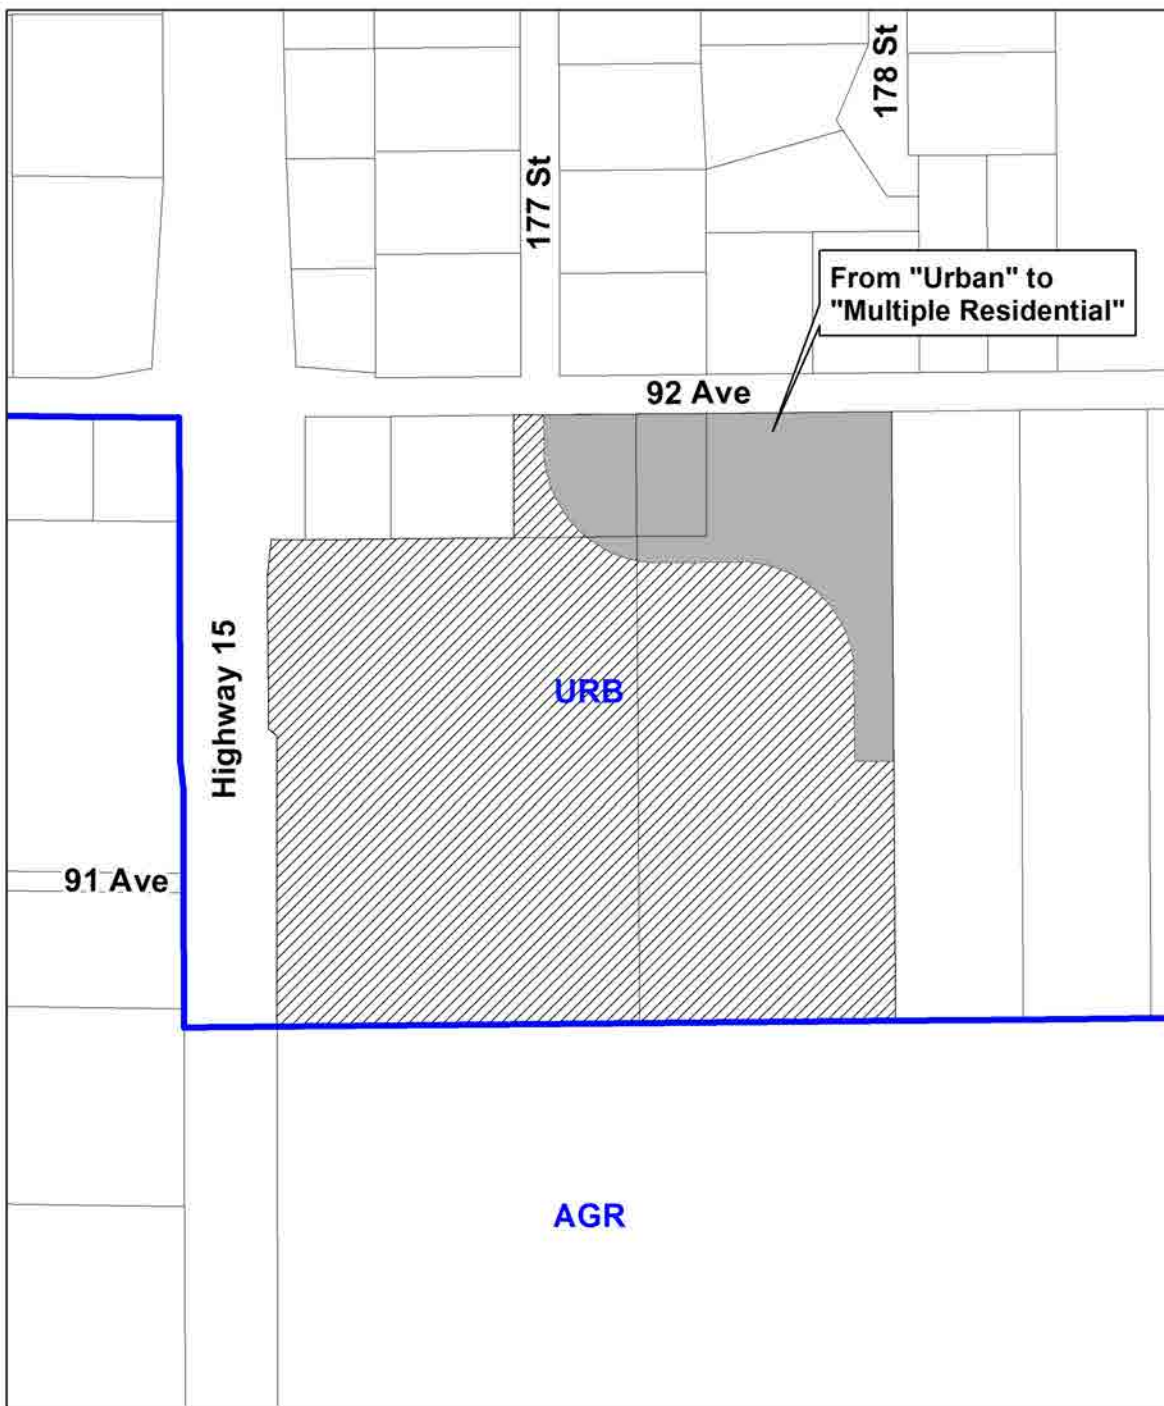 178 St
177 St
From "Urban" to
"Multiple Residential"
92 Ave
Highway 15
URB
91 Ave
AGR